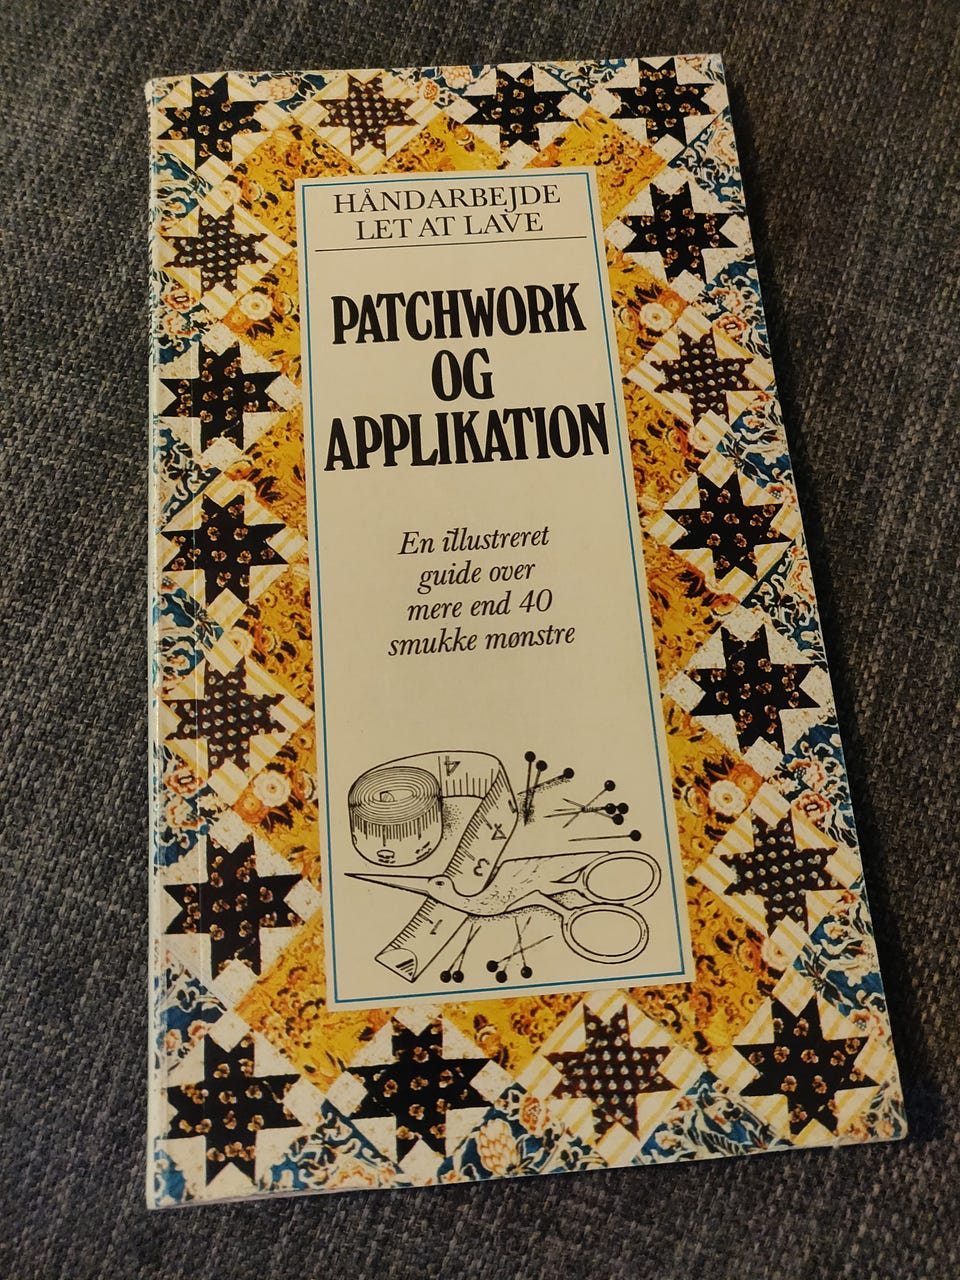 HÅNDARBEJDE
LET AT LAVE
PATCHWORK
OG
APPLIKATION
En illustreret
guide over
mere end 40
smukke mønstre